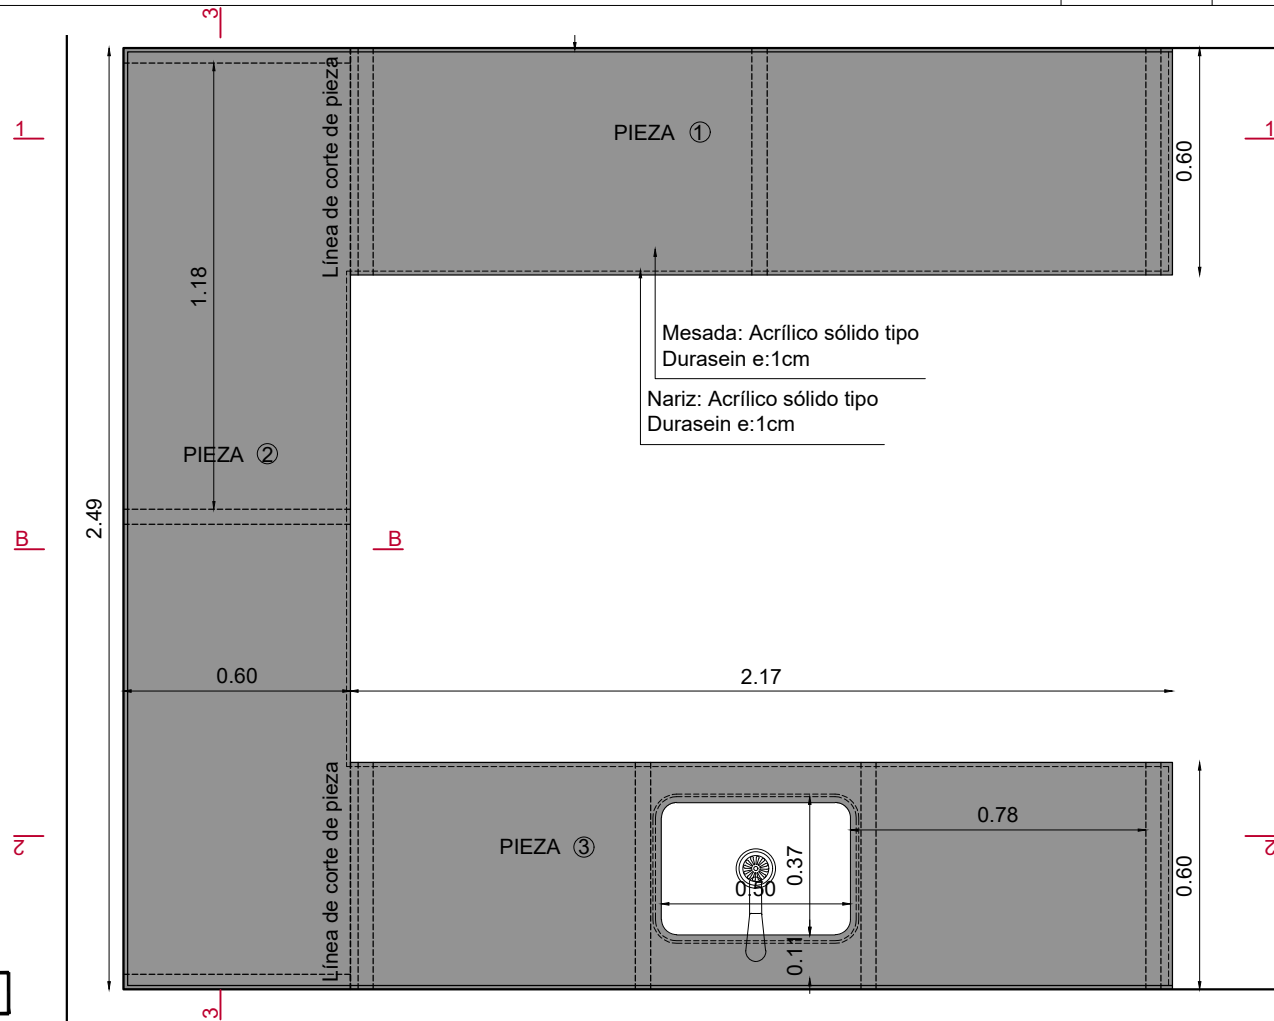 3
1
1
Línea de corte de pieza
PIEZA 1
0.60
1.18
Mesada: Acrílico sólido tipo
Durasein e:1cm
Nariz: Acrílico sólido tipo
Durasein e:1cm
PIEZA 2
2.49
B
B
0.60
2.17
Línea de corte de pieza
0.78
2
PIEZA 3
0.37
2
0.60
0.50
0.11
3